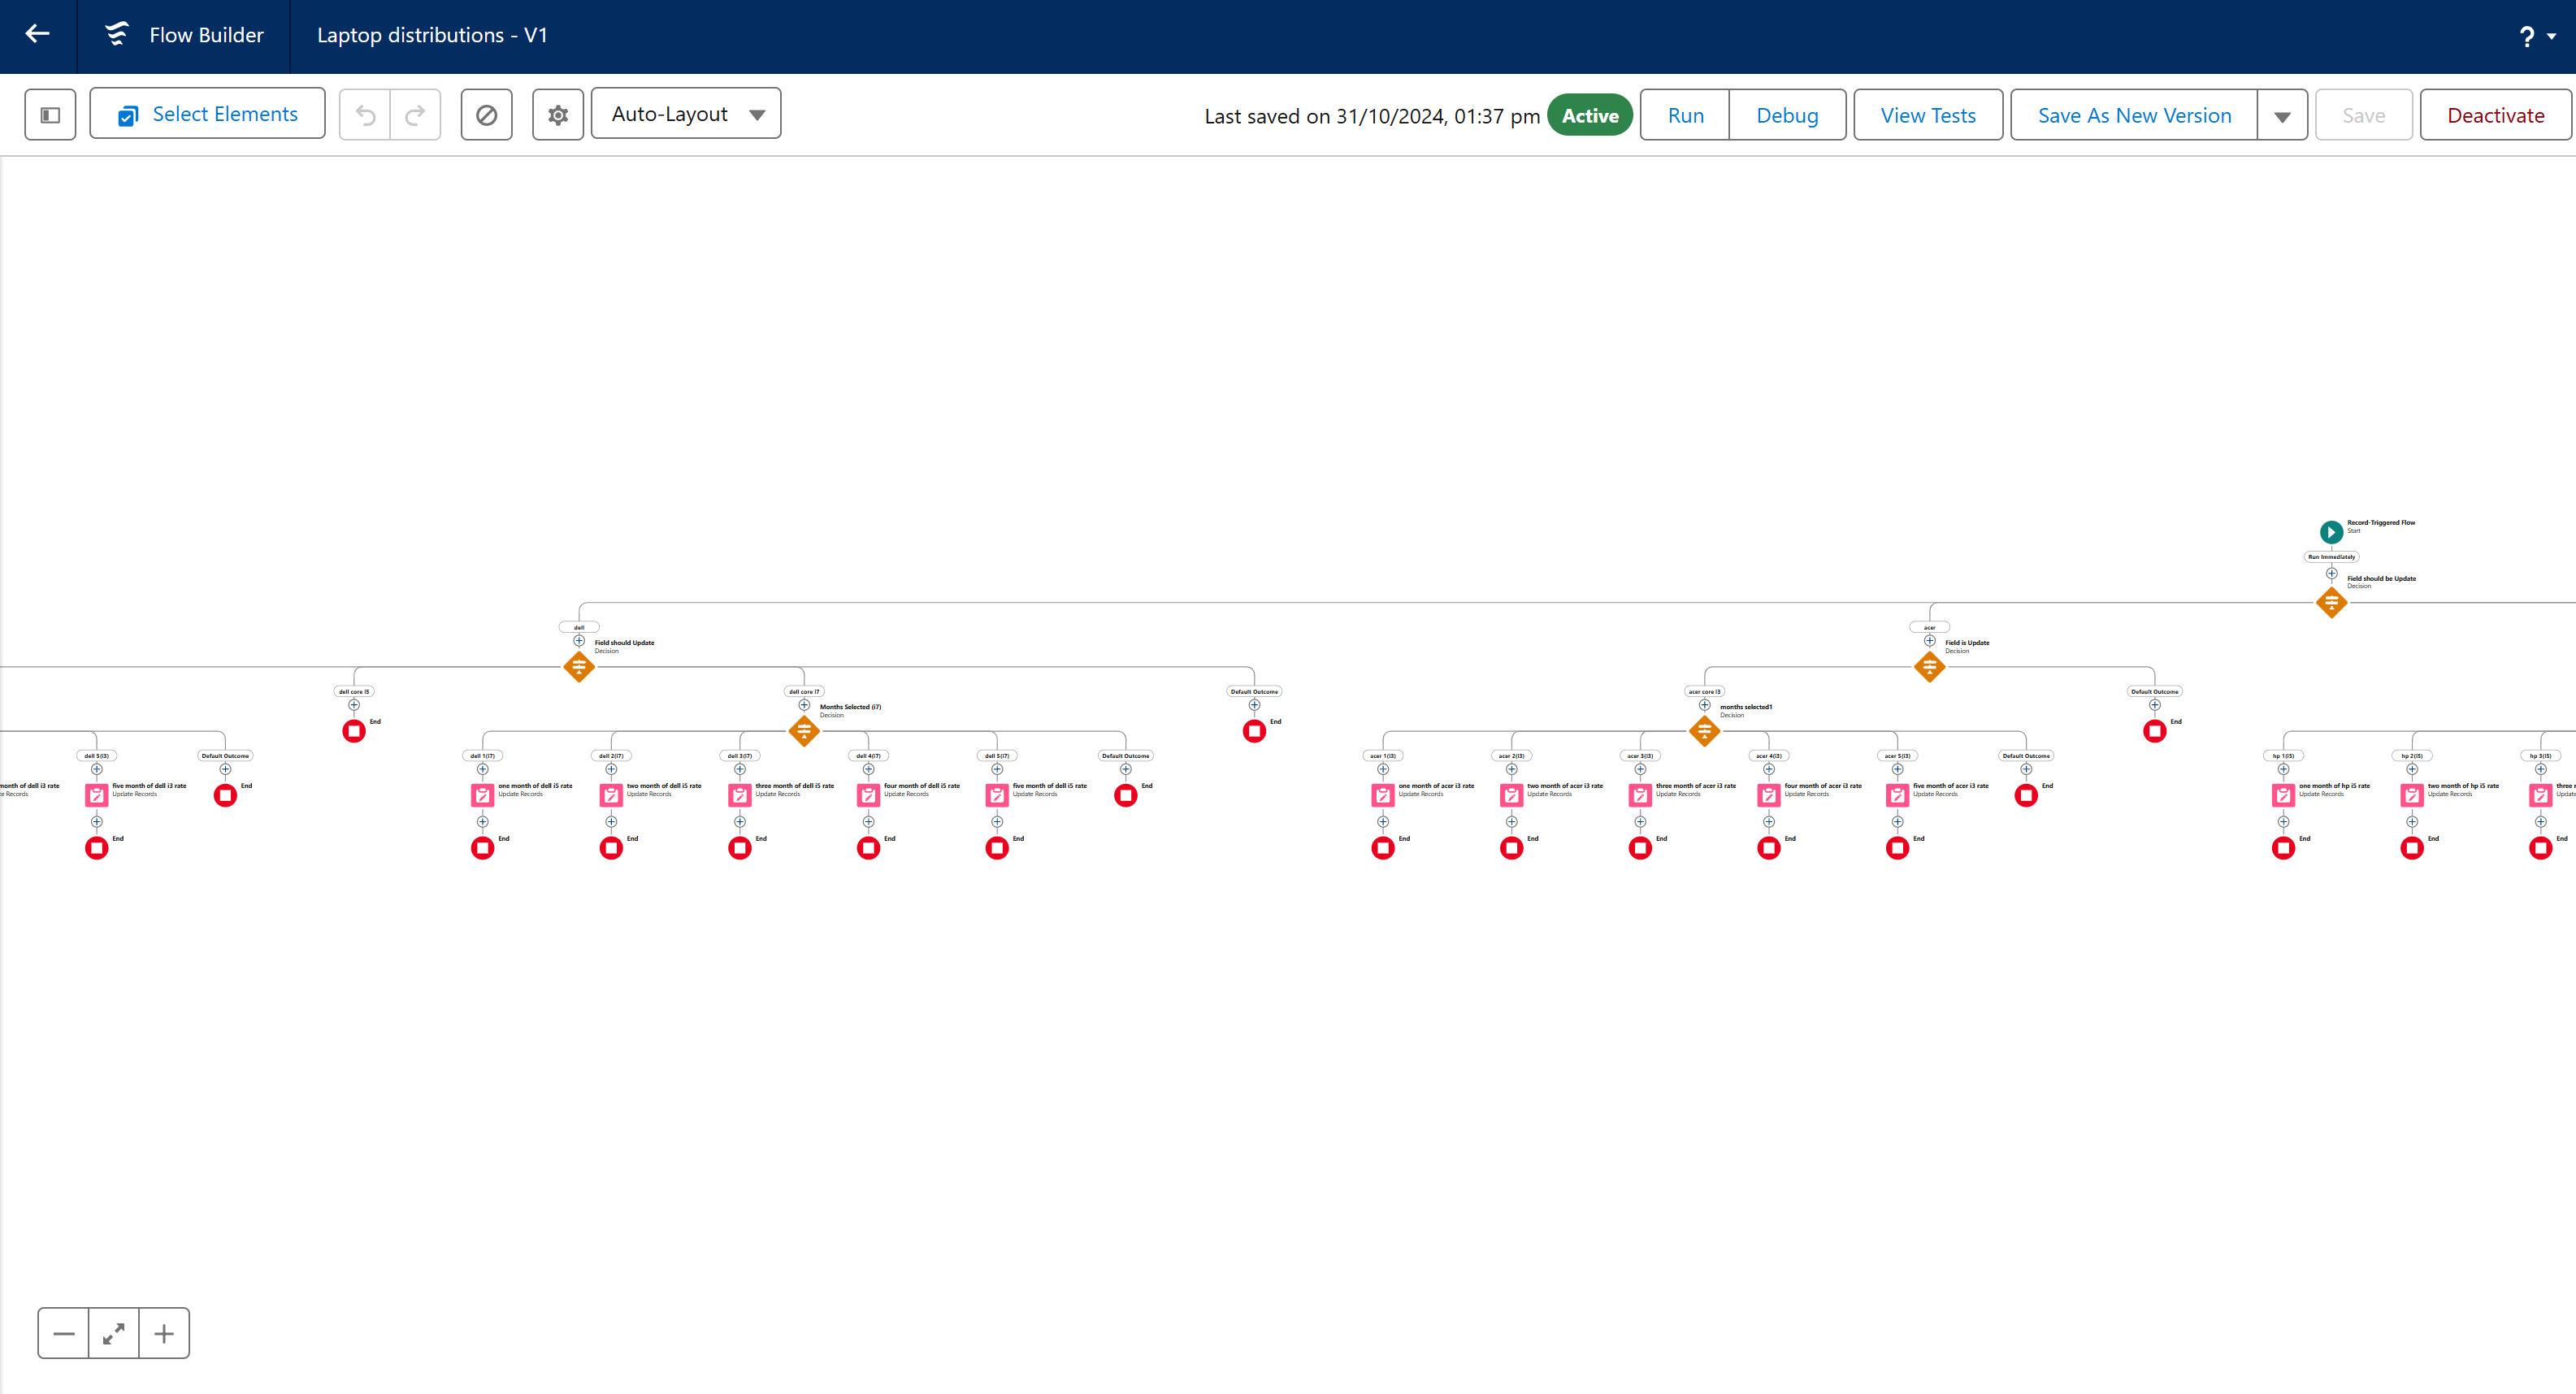 Flow Builder
Laptop distributions - V1
?
Select Elements
Auto-Layout
Last saved on 31/10/2024, 01:37 pm
Active
Run
Debug
View Tests
Save As New Version
Save
Deactivate
Record-Triggered Flow
Start
Run Immediately
Field should be Update
Decision
dell
Field should Update
Decision
acer
Field is Update
Decision
dell core i5
End
dell core i7
Months Selected (i7)
Decision
Default Outcome
End
acer core i3
months selected1
Decision
Default Outcome
End
month of dell i3 rate
Records
dell 5(i3)
five month of dell i3 rate
Update Records
End
Default Outcome
End
dell 1(i7)
one month of dell i5 rate
Update Records
End
dell 2(i7)
two month of dell i5 rate
Update Records
End
dell 3(i7)
three month of dell i5 rate
Update Records
End
dell 4(i7)
four month of dell i5 rate
Update Records
End
dell 5(i7)
five month of dell i5 rate
Update Records
End
Default Outcome
End
acer 1(i3)
one month of acer i3 rate
Update Records
End
acer 2(i3)
two month of acer i3 rate
Update Records
End
acer 3(i3)
three month of acer i3 rate
Update Records
End
acer 4(i3)
four month of acer i3 rate
Update Records
End
acer 5(i3)
five month of acer i3 rate
Update Records
End
Default Outcome
End
hp 1(i5)
one month of hp i5 rate
Update Records
End
hp 2(i5)
two month of hp i5 rate
Update Records
End
hp 3(i5)
three
End